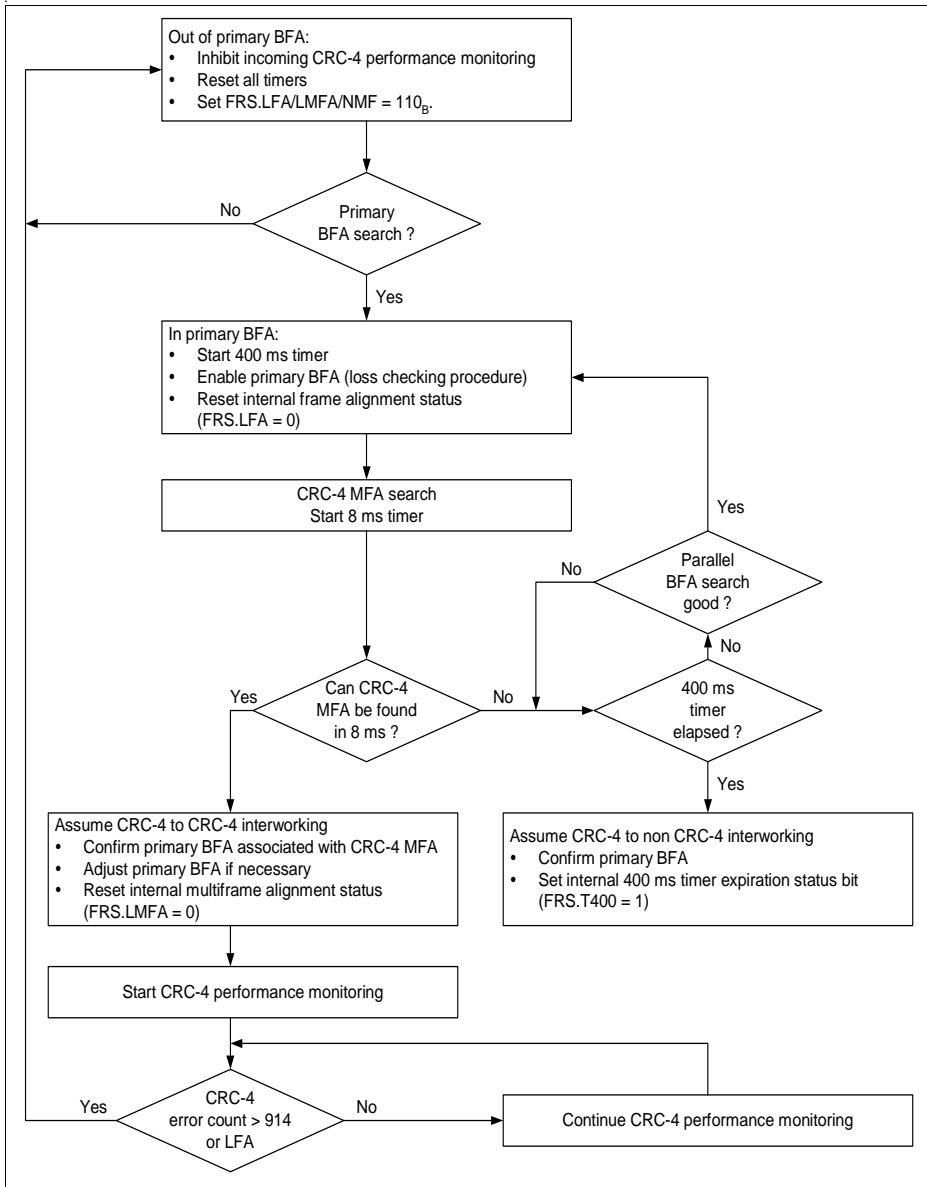 Out of primary BFA:
• Inhibit incoming CRC-4 performance monitoring
• Reset all timers
• Set FRS.LFA/LMFA/NMF = 110B.
No
Primary
BFA search ?
Yes
In primary BFA:
• Start 400 ms timer
• Enable primary BFA (loss checking procedure)
• Reset internal frame alignment status
(FRS.LFA = 0)
CRC-4 MFA search
Start 8 ms timer
Yes
No
Parallel
BFA search
good ?
No
Yes
Can CRC-4
MFA be found
in 8 ms ?
No
400 ms
timer
elapsed ?
Yes
Assume CRC-4 to CRC-4 interworking
• Confirm primary BFA associated with CRC-4 MFA
• Adjust primary BFA if necessary
• Reset internal multiframe alignment status
(FRS.LMFA = 0)
Assume CRC-4 to non CRC-4 interworking
• Confirm primary BFA
• Set internal 400 ms timer expiration status bit
(FRS.T400 = 1)
Start CRC-4 performance monitoring
Yes
CRC-4
error count > 914
or LFA
No
Continue CRC-4 performance monitoring